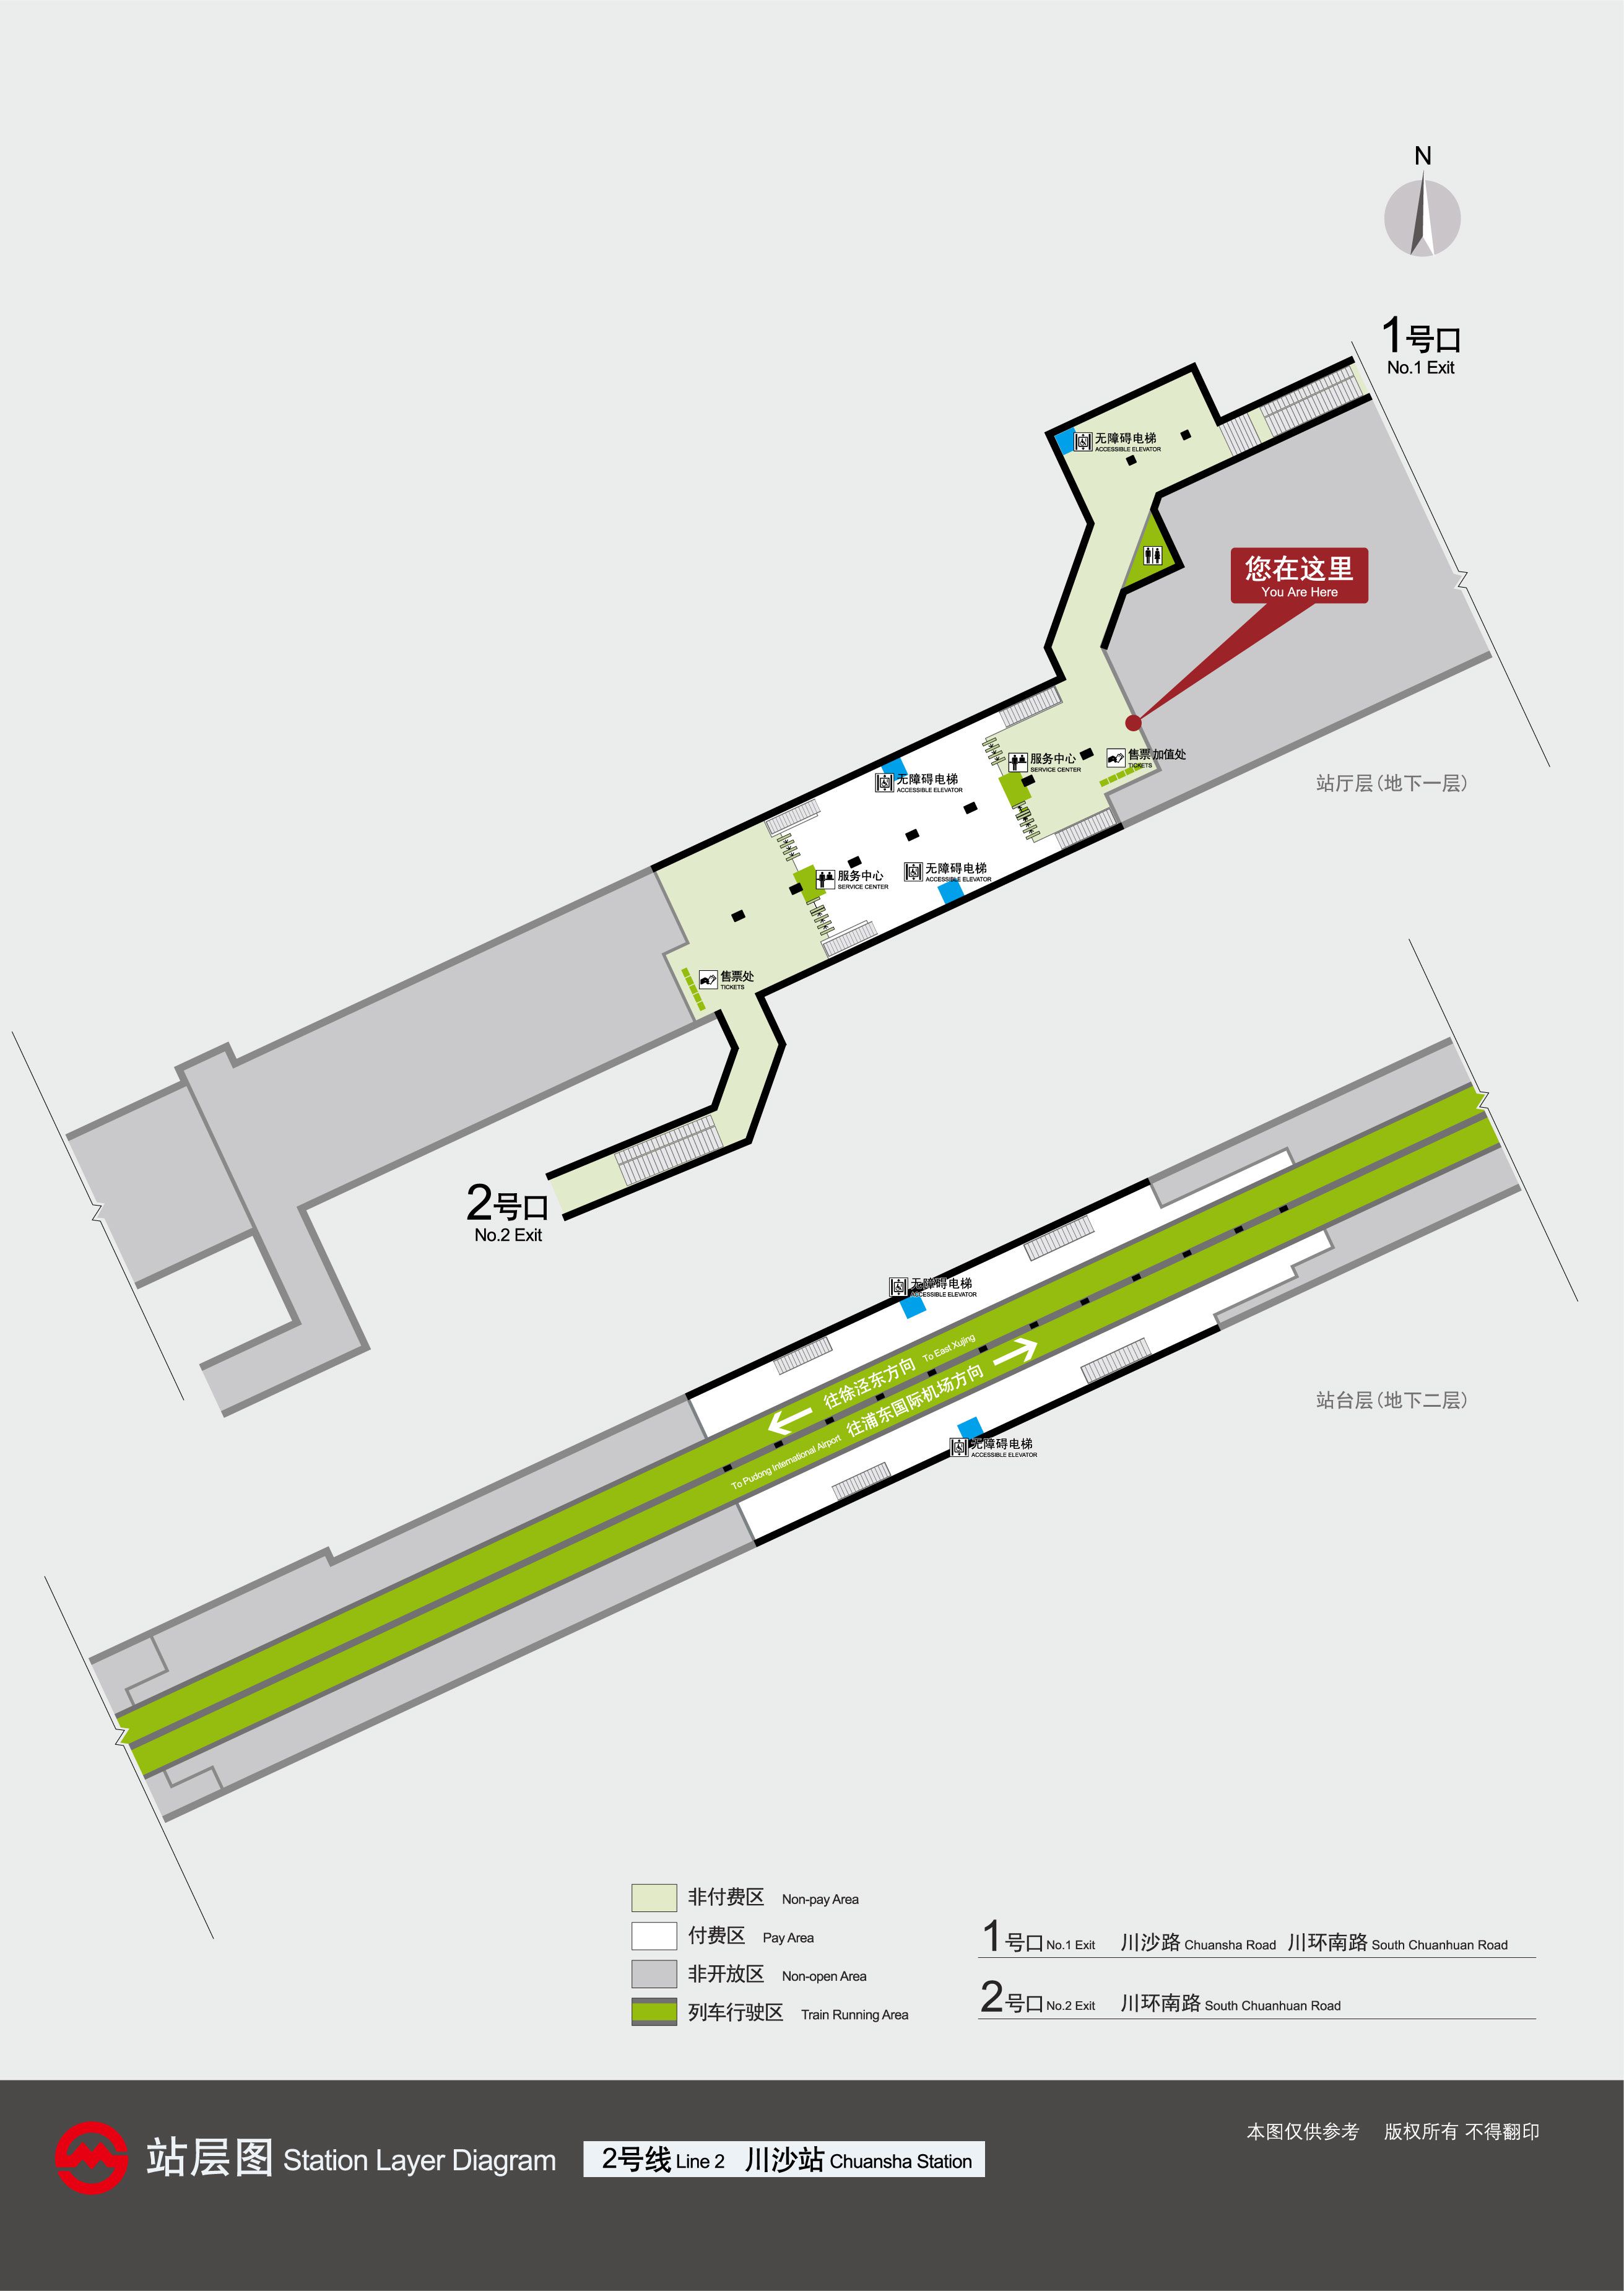 N
1号口
No.1 Exit
无障碍电梯
ACCESSIBLE ELEVATOR
您在这里
You Are Here
服务中心
SERVICE CENTER
售票 加值处
TICKETS
无障碍电梯
ACCESSIBLE ELEVATOR
站厅层(地下一层)
无障碍电梯
ACCESSIBLE ELEVATOR
服务中心
SERVICE CENTER
售票处
TICKETS
2号口
No.2 Exit
无障碍电梯
ACCESSIBLE ELEVATOR
往徐泾东方向 To East Xujing
To Pudong International Airport 往浦东国际机场方向
站台层(地下二层)
无障碍电梯
ACCESSIBLE ELEVATOR
非付费区 Non-pay Area
付费区 Pay Area
非开放区 Non-open Area
列车行驶区 Train Running Area
1号口 No.1 Exit 川沙路 Chuansha Road 川环南路 South Chuanhuan Road
2号口 No.2 Exit 川环南路 South Chuanhuan Road
本图仅供参考 版权所有 不得翻印
站层图 Station Layer Diagram 2号线 Line 2 川沙站 Chuansha Station